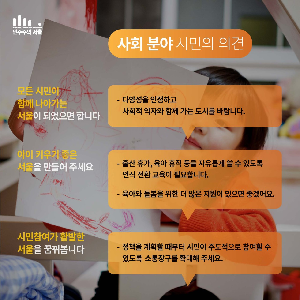 민주주의 서울
사회 분야 시민의 의견
모든 시민이
함께 나아가는
서울이 되었으면 합니다
- 다양성을 인정하고
사회적 약자와 함께 가는 도시를 바랍니다.
아이 키우기 좋은
서울을 만들어 주세요
- 출산 휴가, 육아 휴직 등을 자유롭게 쓸 수 있도록
인식 전환 교육이 필요합니다.
- 육아와 돌봄을 위한 더 많은 지원이 있으면 좋겠어요.
시민참여가 활발한
서울을 꿈꿔봅니다
- 정책을 계획할 때부터 시민이 주도적으로 참여할 수
있도록 소통창구를 확대해 주세요.